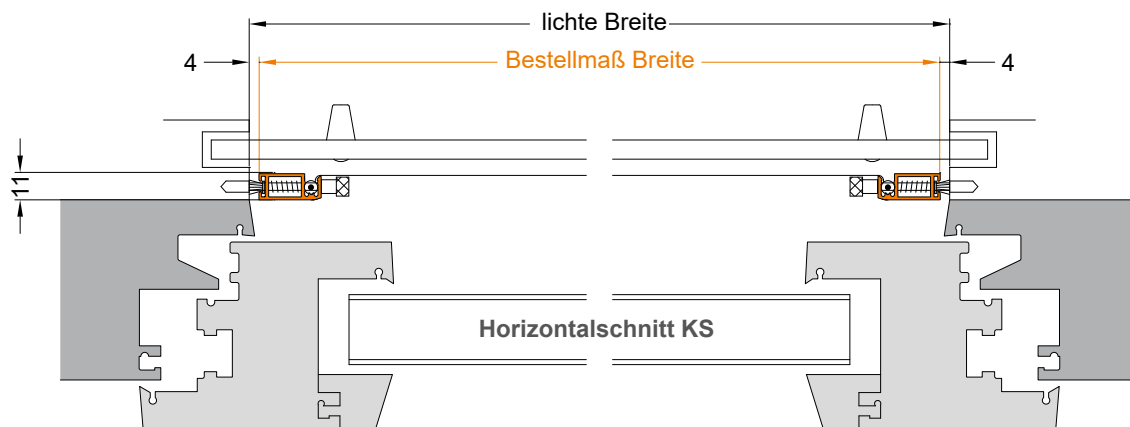 lichte Breite
4
Bestellmaß Breite
4
11
Horizontalschnitt KS